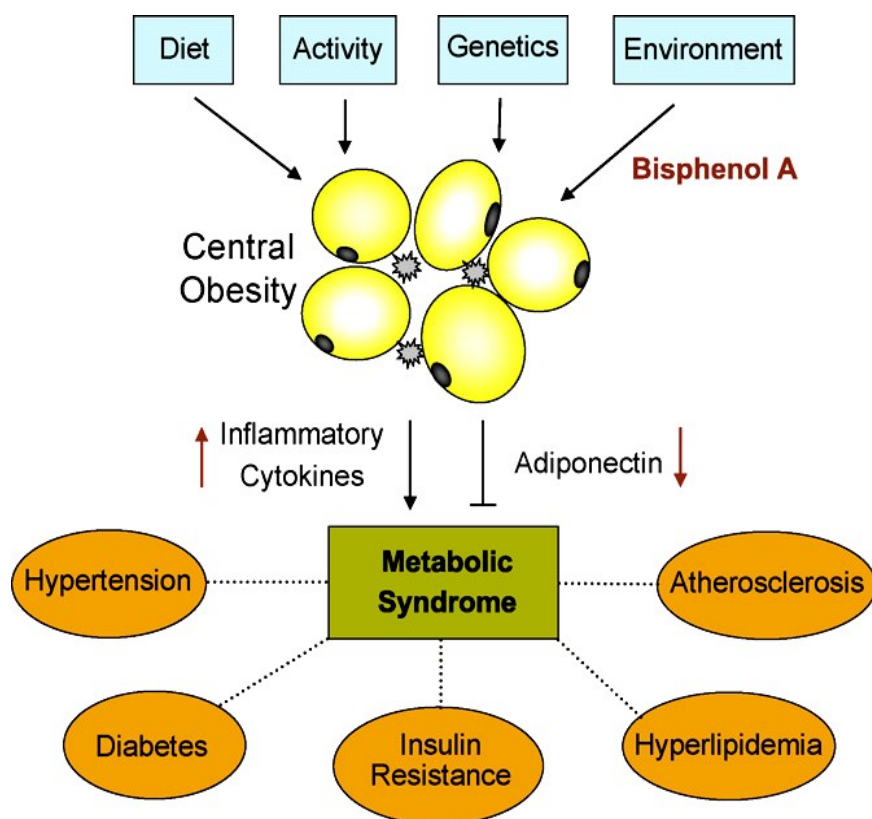 Diet
Activity
Genetics
Environment
Bisphenol A
Central
Obesity
Inflammatory
Cytokines
Adiponectin
Metabolic
Syndrome
Hypertension
Atherosclerosis
Diabetes
Insulin
Resistance
Hyperlipidemia